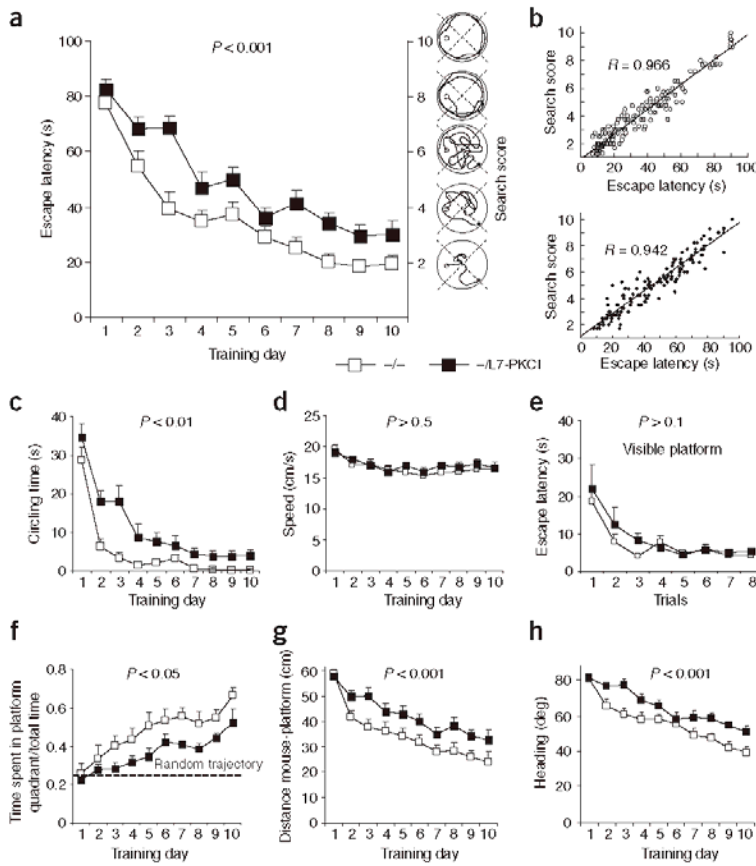 a
P < 0.001
Escape latency (s)
100
80
60
40
20
0
10
8
6
4
2
Search score
1 2 3 4 5 6 7 8 9 10
Training day
–/–
–/L7-PKCI
b
Search score
10
8
6
4
2
R = 0.966
20 40 60 80 100
Escape latency (s)
Search score
10
8
6
4
2
R = 0.942
1 20 40 60 80 100
Escape latency (s)
c
P < 0.01
Circling time (s)
40
30
20
10
0
1 2 3 4 5 6 7 8 9 10
Training day
d
P > 0.5
Speed (cm/s)
25
20
15
10
5
0
1 2 3 4 5 6 7 8 9 10
Training day
e
P > 0.1
Visible platform
Escape latency (s)
40
30
20
10
0
1 2 3 4 5 6 7 8
Trials
f
P < 0.05
Time spent in platform
quadrant/total time
0.8
0.6
0.4
0.2
0
Random trajectory
1 2 3 4 5 6 7 8 9 10
Training day
g
P < 0.001
Distance mouse-platform (cm)
60
50
40
30
20
10
0
1 2 3 4 5 6 7 8 9 10
Training day
h
P < 0.001
Heading (deg)
80
60
40
20
0
1 2 3 4 5 6 7 8 9 10
Training day